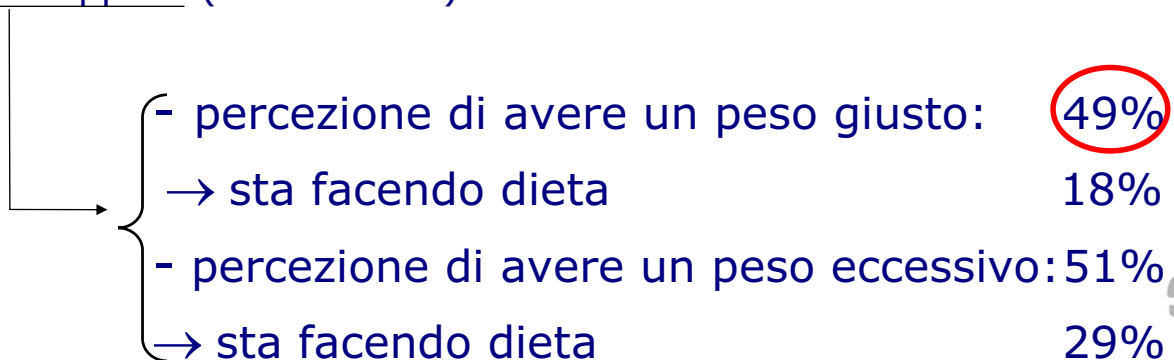 - percezione di avere un peso giusto: 49%
→ sta facendo dieta 18%
- percezione di avere un peso eccessivo: 51%
→ sta facendo dieta 29%